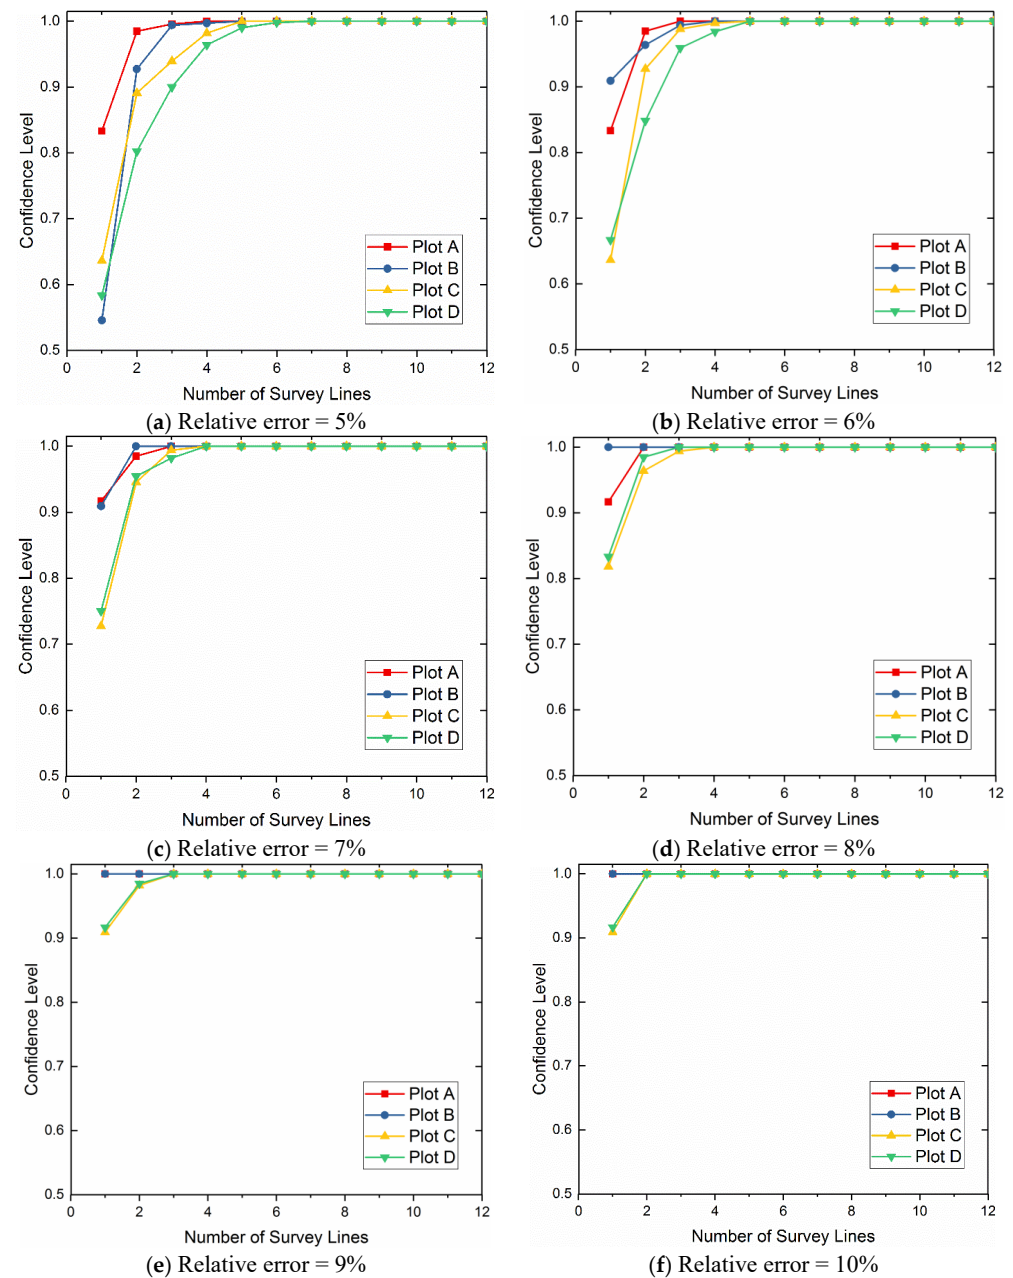 1.0
0.9
0.8
0.7
0.6
0.5
Confidence Level
Plot A
Plot B
Plot C
Plot D
0 2 4 6 8 10 12
Number of Survey Lines
(a) Relative error = 5%
1.0
0.9
0.8
0.7
0.6
0.5
Confidence Level
Plot A
Plot B
Plot C
Plot D
0 2 4 6 8 10 12
Number of Survey Lines
(b) Relative error = 6%
1.0
0.9
0.8
0.7
0.6
0.5
Confidence Level
Plot A
Plot B
Plot C
Plot D
0 2 4 6 8 10 12
Number of Survey Lines
(c) Relative error = 7%
1.0
0.9
0.8
0.7
0.6
0.5
Confidence Level
Plot A
Plot B
Plot C
Plot D
0 2 4 6 8 10 12
Number of Survey Lines
(d) Relative error = 8%
1.0
0.9
0.8
0.7
0.6
0.5
Confidence Level
Plot A
Plot B
Plot C
Plot D
0 2 4 6 8 10 12
Number of Survey Lines
(e) Relative error = 9%
1.0
0.9
0.8
0.7
0.6
0.5
Confidence Level
Plot A
Plot B
Plot C
Plot D
0 2 4 6 8 10 12
Number of Survey Lines
(f) Relative error = 10%